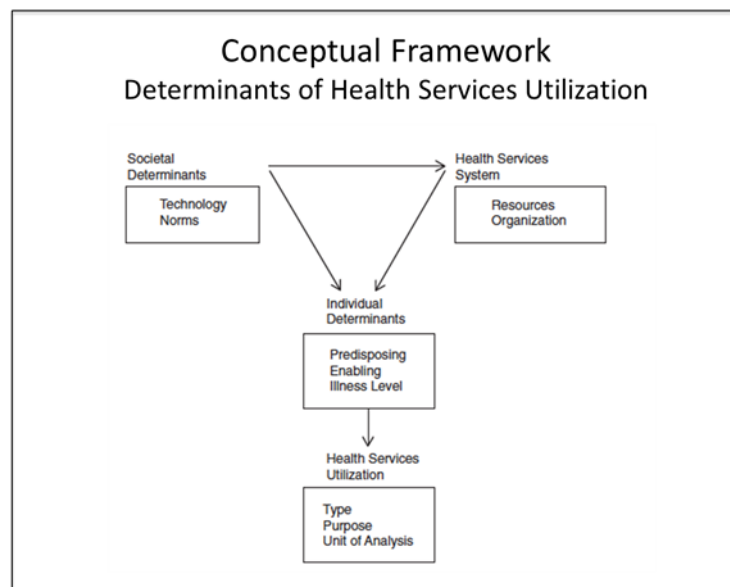 Conceptual Framework
Determinants of Health Services Utilization
Societal
Determinants
Technology
Norms
Health Services
System
Resources
Organization
Individual
Determinants
Predisposing
Enabling
Illness Level
Health Services
Utilization
Type
Purpose
Unit of Analysis